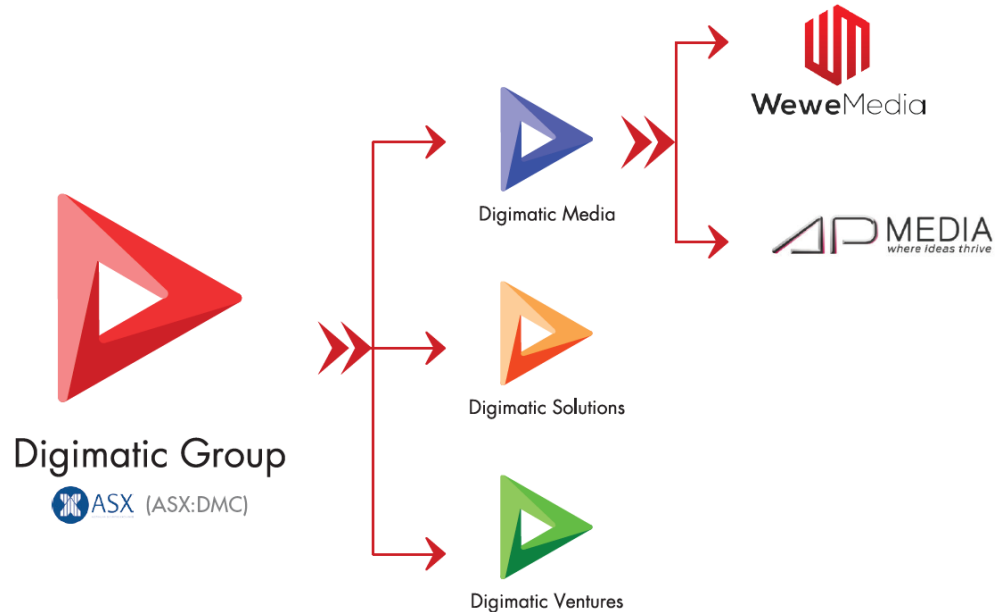 WeweMedia
Digimatic Media
AP MEDIA
where ideas thrive
Digimatic Group
ASX (ASX:DMC)
Digimatic Solutions
Digimatic Ventures